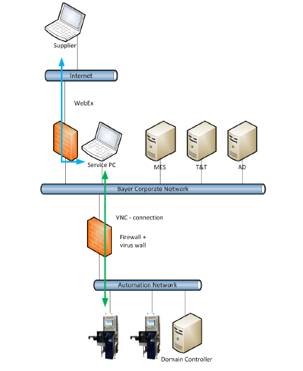 Supplier
Internet
WebEx
Service PC
MES
T&T
AD
Bayer Corporate Network
VNC - connection
Firewall +
virus wall
Automation Network
Domain Controller